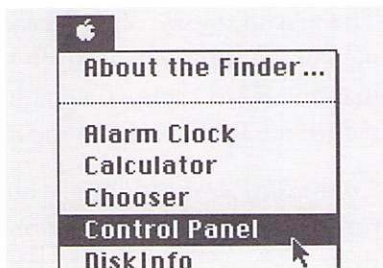 About the Finder...
Alarm Clock
Calculator
Chooser
Control Panel
DiskInfo